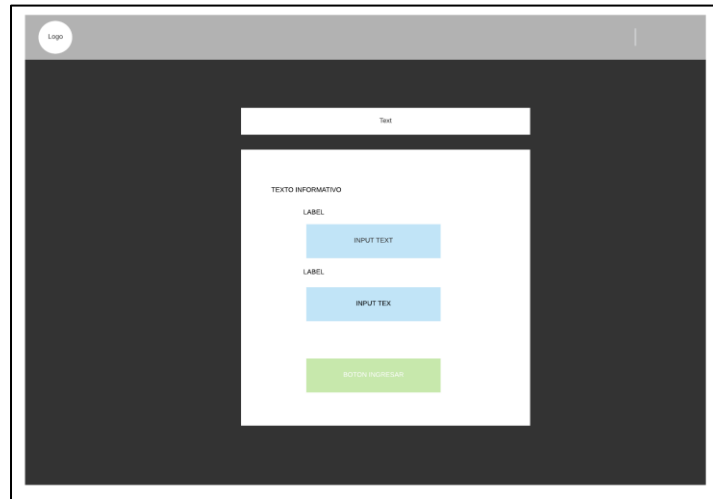 Logo
Text
TEXTO INFORMATIVO
LABEL
INPUT TEXT
LABEL
INPUT TEX
BOTON INGRESAR